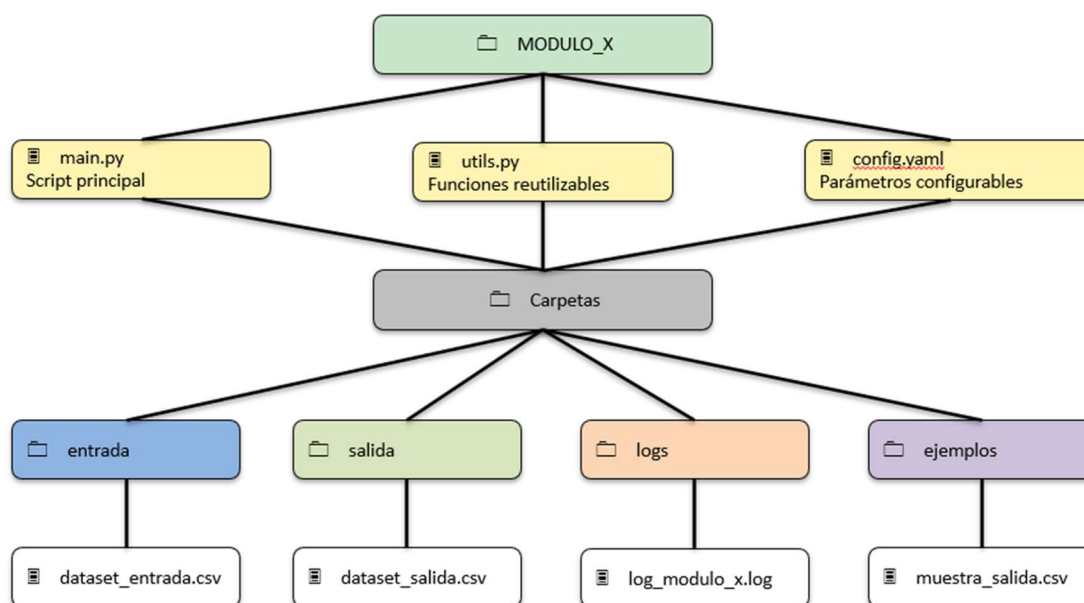 MODULO_X
main.py
Script principal
utils.py
Funciones reutilizables
config.yaml
Parámetros configurables
Carpetas
entrada
salida
logs
ejemplos
dataset_entrada.csv
dataset_salida.csv
log_modulo_x.log
muestra_salida.csv